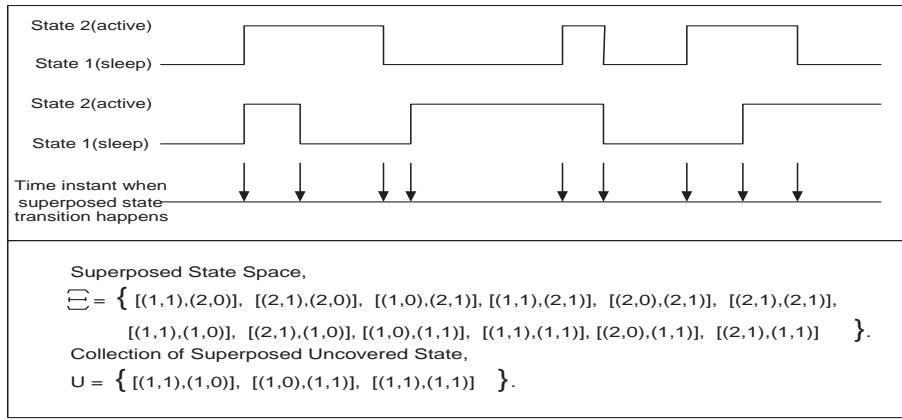 State 2(active)
State 1(sleep)
State 2(active)
State 1(sleep)
Time instant when
superposed state
transition happens
Superposed State Space,
Ξ = { [(1,1),(2,0)], [(2,1),(2,0)], [(1,0),(2,1)], [(1,1),(2,1)], [(2,0),(2,1)], [(2,1),(2,1)],
[(1,1),(1,0)], [(2,1),(1,0)], [(1,0),(1,1)], [(1,1),(1,1)], [(2,0),(1,1)], [(2,1),(1,1)] }.
Collection of Superposed Uncovered State,
U = { [(1,1),(1,0)], [(1,0),(1,1)], [(1,1),(1,1)] }.